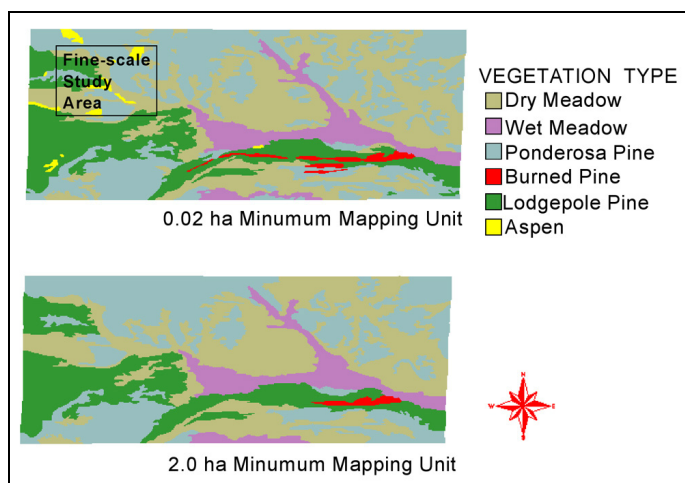 Fine-scale
Study
Area
0.02 ha Minumum Mapping Unit
VEGETATION TYPE
Dry Meadow
Wet Meadow
Ponderosa Pine
Burned Pine
Lodgepole Pine
Aspen
2.0 ha Minumum Mapping Unit
N
W E
S